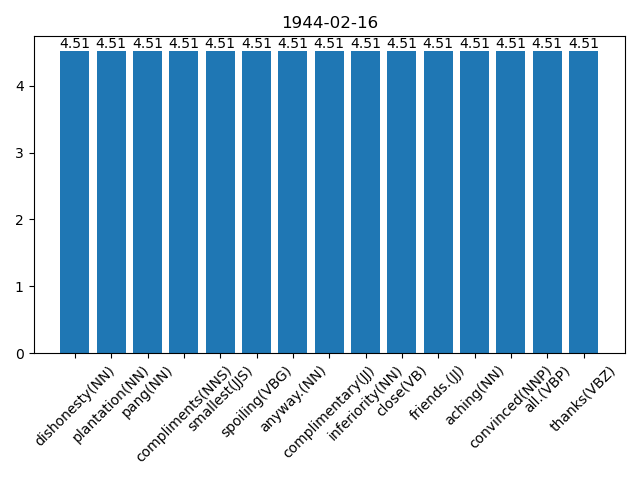 1944-02-16
4.51 4.51 4.51 4.51 4.51 4.51 4.51 4.51 4.51 4.51 4.51 4.51 4.51 4.51 4.51
4
3
2
1
0
dishonesty(NN)
plantation(NN)
pang(NN)
compliments(NNS)
smallest(JJS)
spoiling(VBG)
anyway.(NN)
complimentary(JJ)
inferiority(NN)
close(VB)
friends.(JJ)
aching(NN)
convinced(NNP)
all.(VBP)
thanks(VBZ)